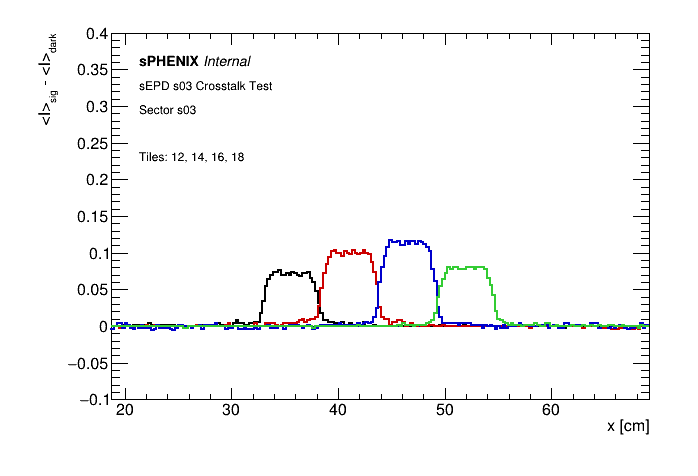 <I>sig - <I>dark
0.4
0.35
0.3
0.25
0.2
0.15
0.1
0.05
0
−0.05
−0.1
sPHENIX Internal
sEPD s03 Crosstalk Test
Sector s03
Tiles: 12, 14, 16, 18
20 30 40 50 60
x [cm]